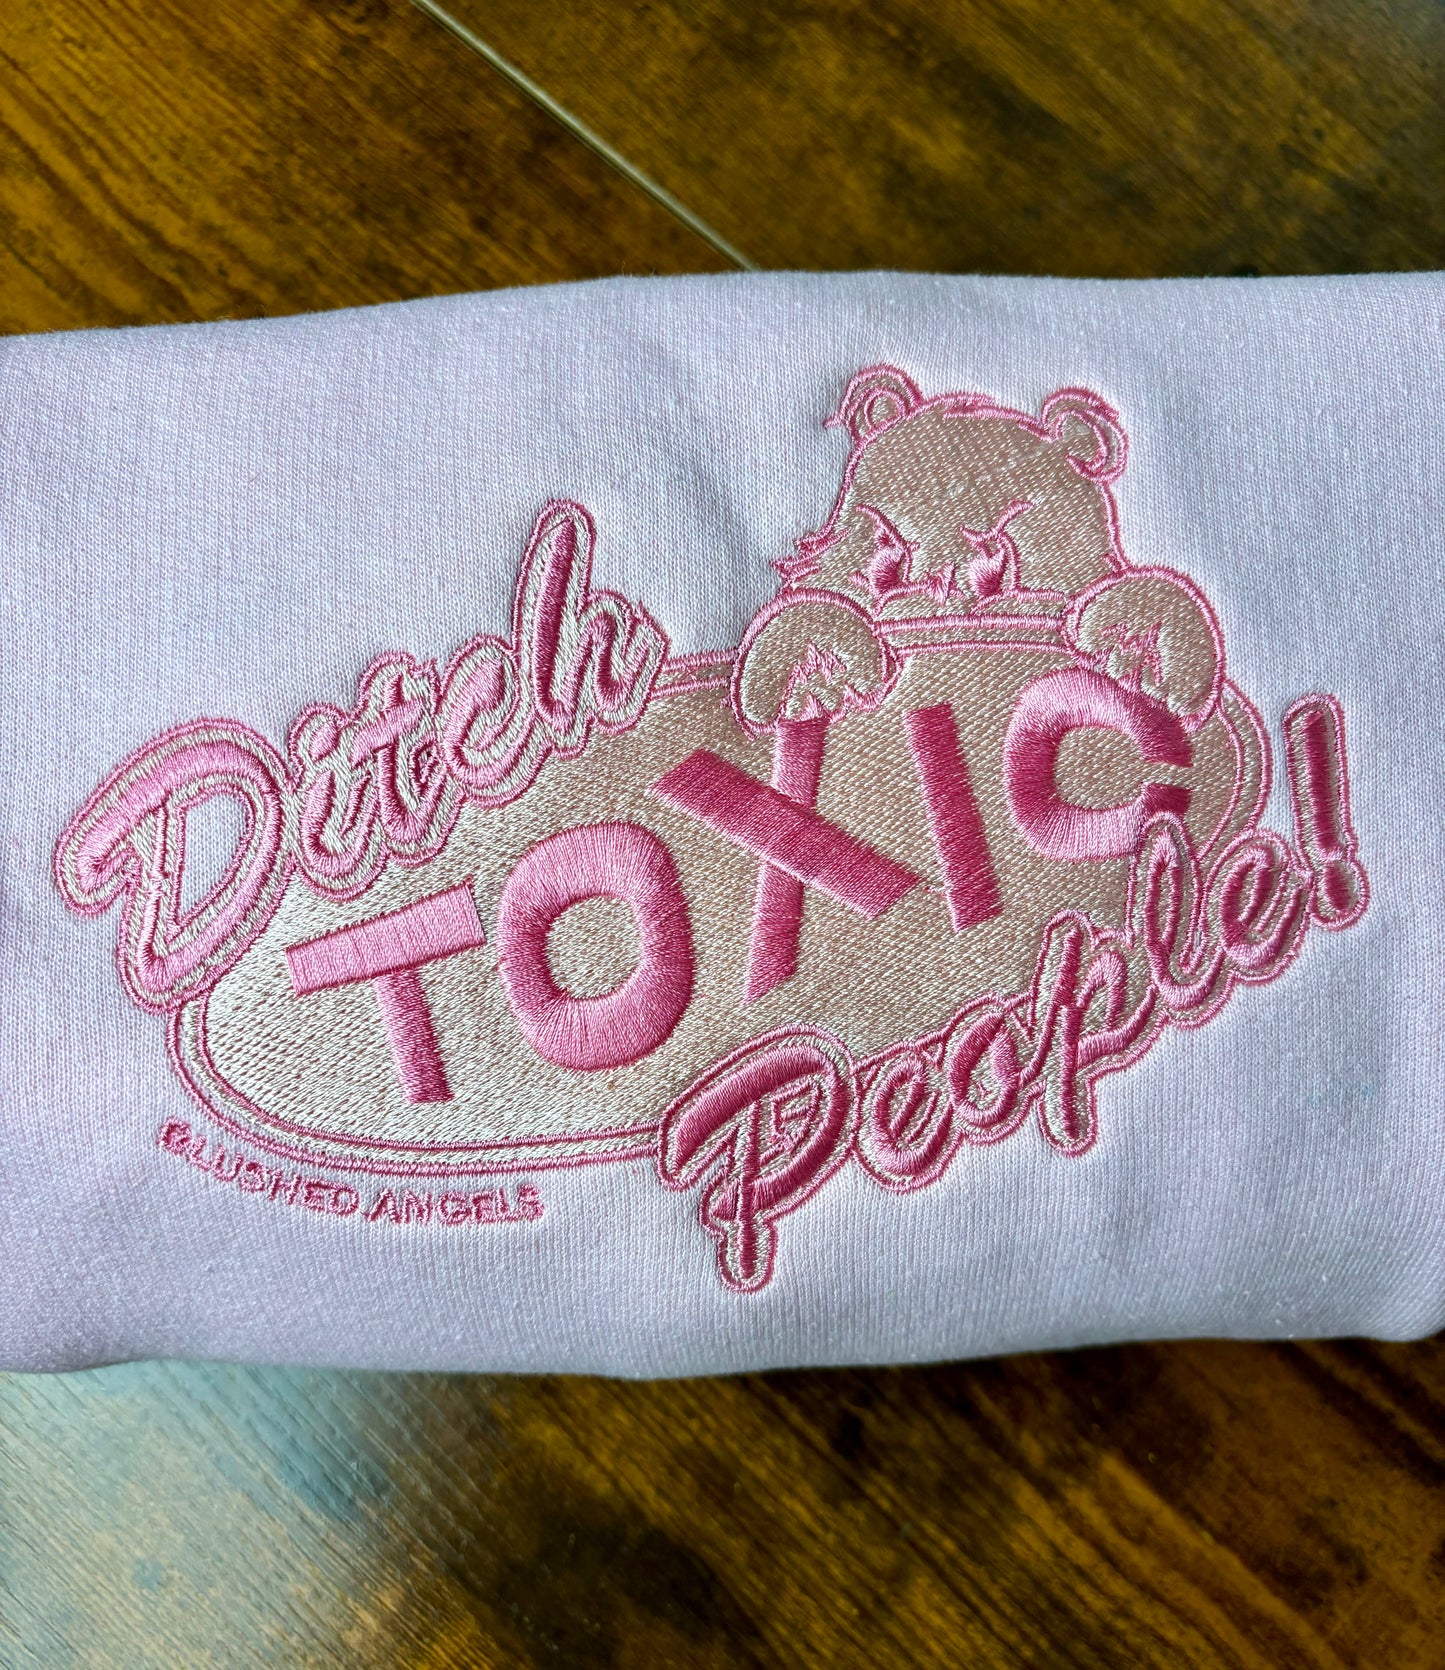 Ditch
TOXIC
People!
BLUSHED ANGELS